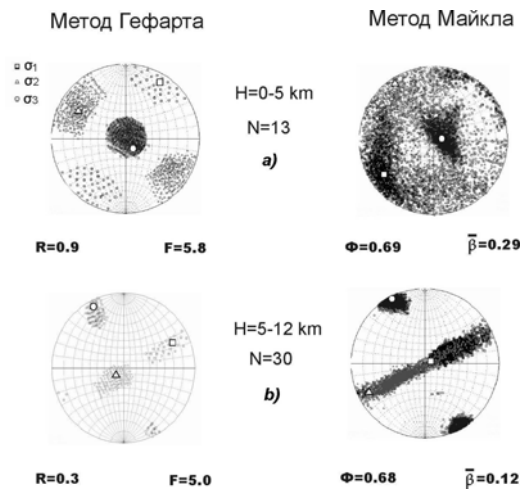 Метод Гефарта
Метод Майкла
σ1
σ2
σ3
H=0-5 km
N=13
a)
R=0.9
F=5.8
Φ=0.69
β̅=0.29
H=5-12 km
N=30
b)
R=0.3
F=5.0
Φ=0.68
β̅=0.12